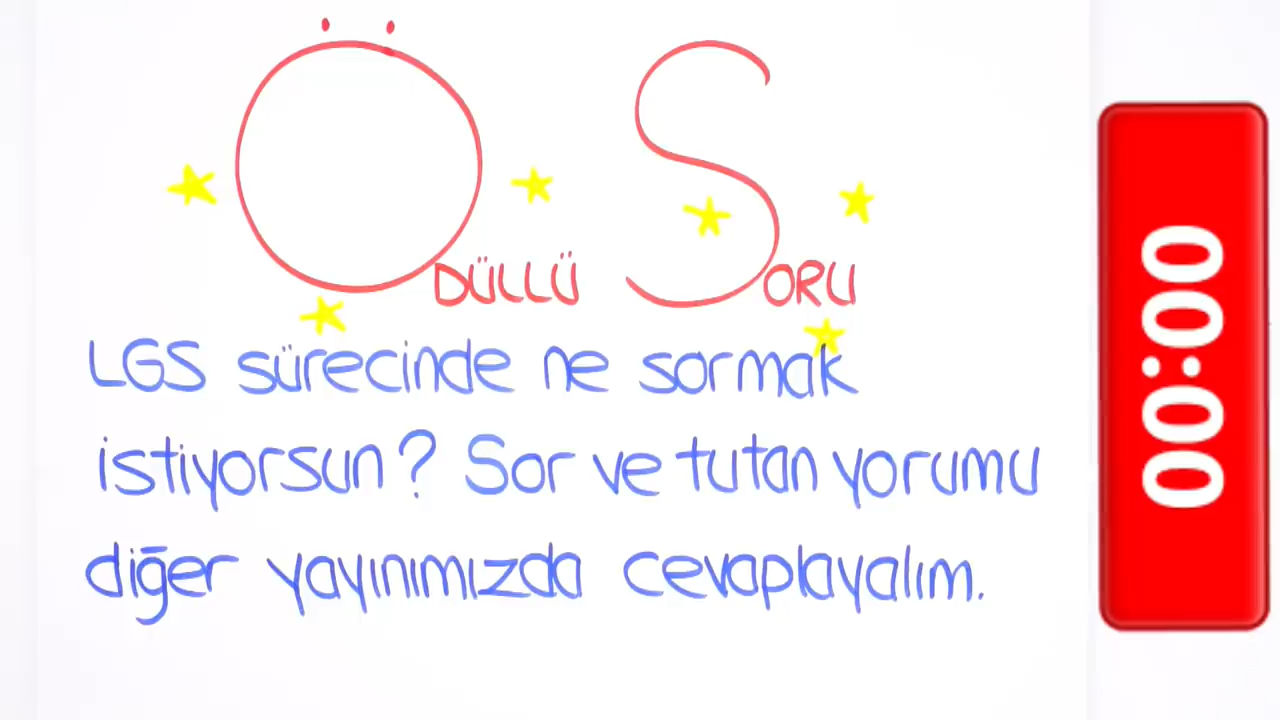 ÖDÜLLÜ SORU
LGS sürecinde ne sormak
istiyorsun? Sor ve tutan yorumu
diğer yayınımızda cevaplayalım.
00:00